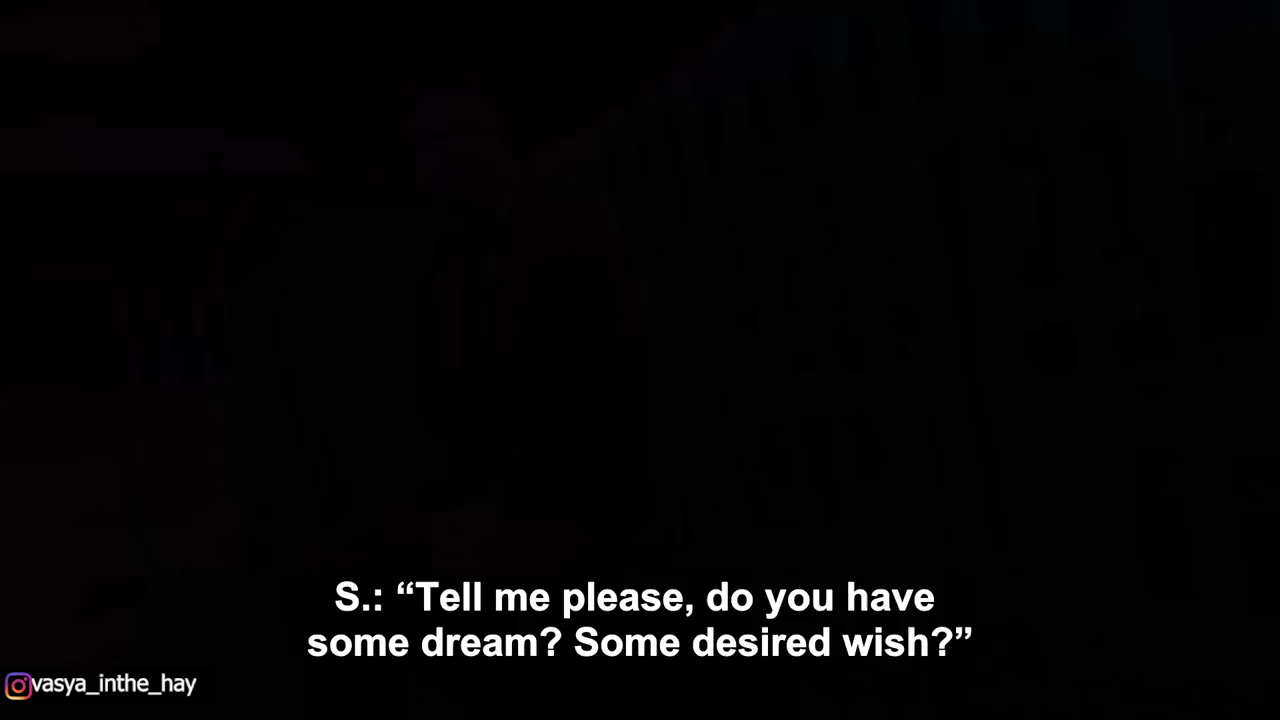 S.: “Tell me please, do you have
some dream? Some desired wish?”
vasya_inthe_hay